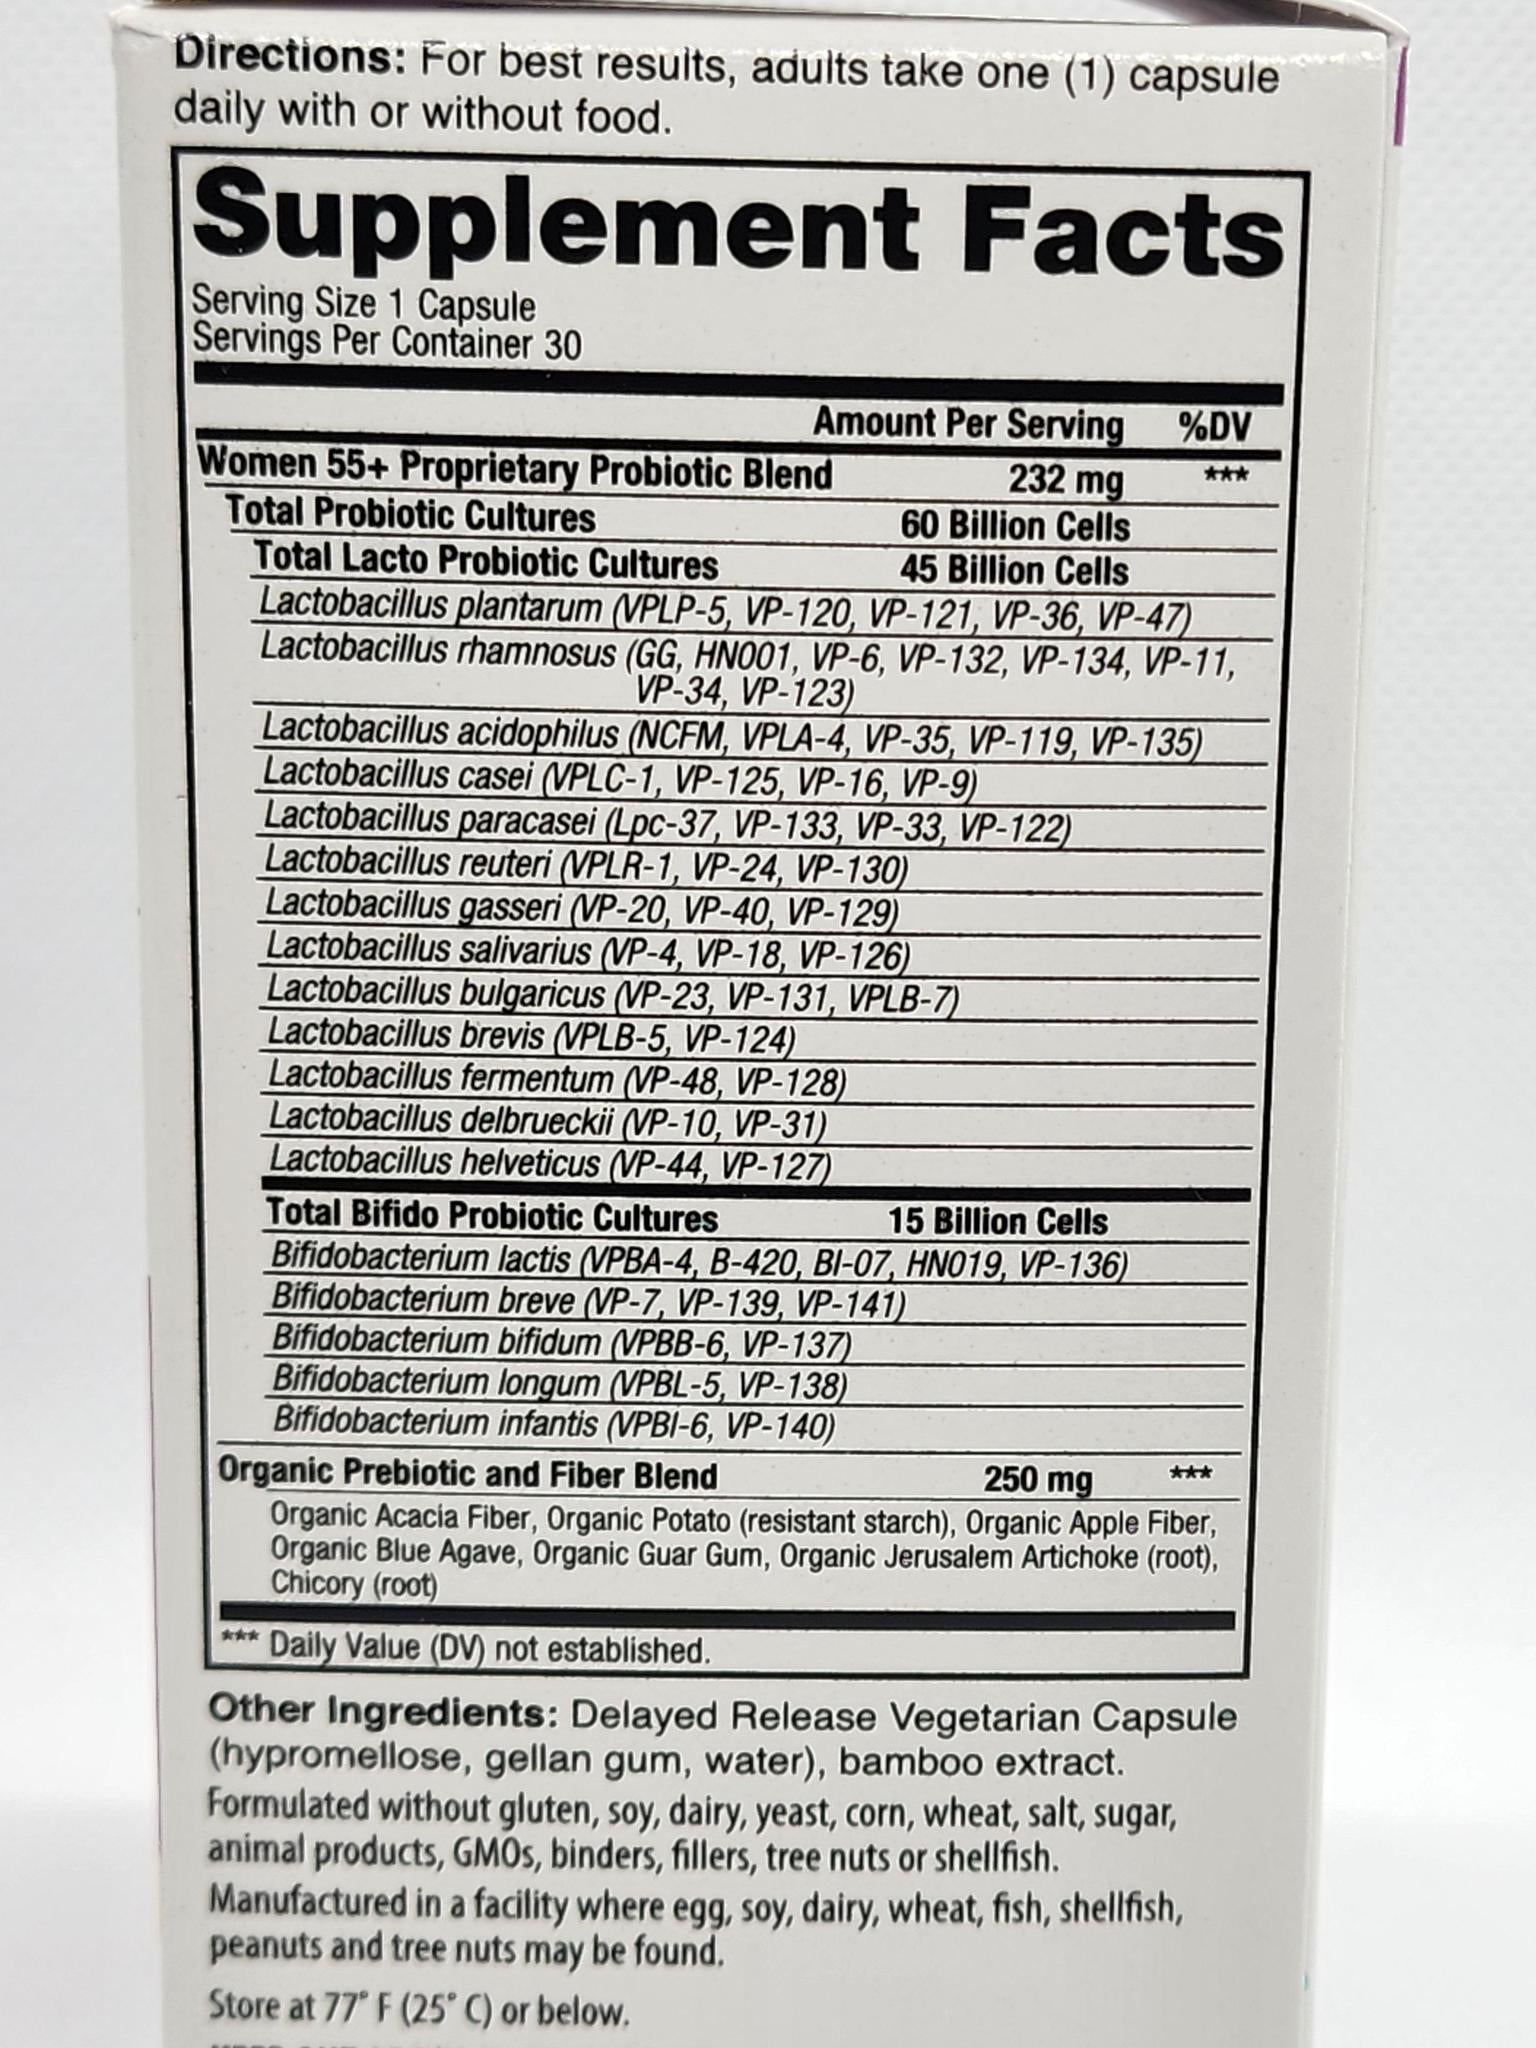 Directions: For best results, adults take one (1) capsule
daily with or without food.
Supplement Facts
Serving Size 1 Capsule
Servings Per Container 30
Amount Per Serving %DV
Women 55+ Proprietary Probiotic Blend 232 mg ***
Total Probiotic Cultures 60 Billion Cells
Total Lacto Probiotic Cultures 45 Billion Cells
Lactobacillus plantarum (VPLP-5, VP-120, VP-121, VP-36, VP-47)
Lactobacillus rhamnosus (GG, HN001, VP-6, VP-132, VP-134, VP-11,
VP-34, VP-123)
Lactobacillus acidophilus (NCFM, VPLA-4, VP-35, VP-119, VP-135)
Lactobacillus casei (VPLC-1, VP-125, VP-16, VP-9)
Lactobacillus paracasei (Lpc-37, VP-133, VP-33, VP-122)
Lactobacillus reuteri (VPLR-1, VP-24, VP-130)
Lactobacillus gasseri (VP-20, VP-40, VP-129)
Lactobacillus salivarius (VP-4, VP-18, VP-126)
Lactobacillus bulgaricus (VP-23, VP-131, VPLB-7)
Lactobacillus brevis (VPLB-5, VP-124)
Lactobacillus fermentum (VP-48, VP-128)
Lactobacillus delbrueckii (VP-10, VP-31)
Lactobacillus helveticus (VP-44, VP-127)
Total Bifido Probiotic Cultures 15 Billion Cells
Bifidobacterium lactis (VPBA-4, B-420, BI-07, HN019, VP-136)
Bifidobacterium breve (VP-7, VP-139, VP-141)
Bifidobacterium bifidum (VPBB-6, VP-137)
Bifidobacterium longum (VPBL-5, VP-138)
Bifidobacterium infantis (VPBI-6, VP-140)
Organic Prebiotic and Fiber Blend 250 mg ***
Organic Acacia Fiber, Organic Potato (resistant starch), Organic Apple Fiber,
Organic Blue Agave, Organic Guar Gum, Organic Jerusalem Artichoke (root),
Chicory (root)
*** Daily Value (DV) not established.
Other Ingredients: Delayed Release Vegetarian Capsule
(hypromellose, gellan gum, water), bamboo extract.
Formulated without gluten, soy, dairy, yeast, corn, wheat, salt, sugar,
animal products, GMOs, binders, fillers, tree nuts or shellfish.
Manufactured in a facility where egg, soy, dairy, wheat, fish, shellfish,
peanuts and tree nuts may be found.
Store at 77° F (25° C) or below.